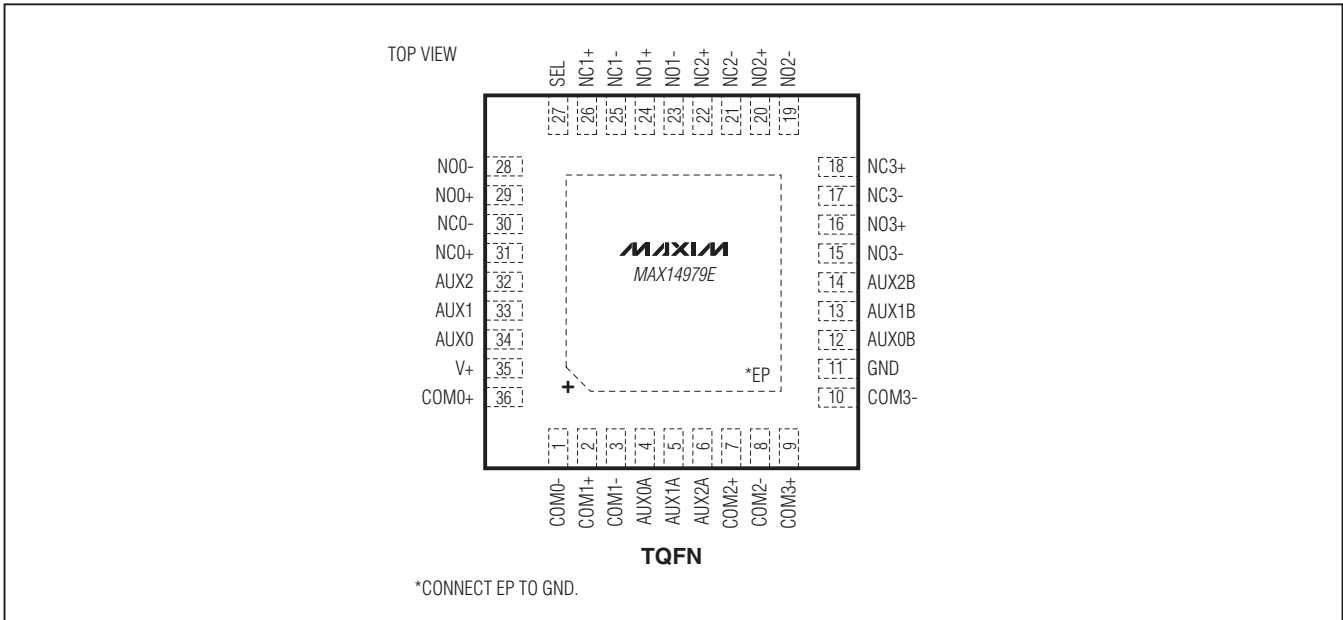 TOP VIEW
SEL
NC1+
NC1-
NO1+
NO1-
NC2+
NC2-
NO2+
NO2-
27
26
25
24
23
22
21
20
19
NO0- 28
NO0+ 29
NC0- 30
NC0+ 31
AUX2 32
AUX1 33
AUX0 34
V+ 35
COM0+ 36
MAXIM
MAX14979E
*EP
+
18 NC3+
17 NC3-
16 NO3+
15 NO3-
14 AUX2B
13 AUX1B
12 AUX0B
11 GND
10 COM3-
1
2
3
4
5
6
7
8
9
COM0-
COM1+
COM1-
AUX0A
AUX1A
AUX2A
COM2+
COM2-
COM3+
TQFN
*CONNECT EP TO GND.